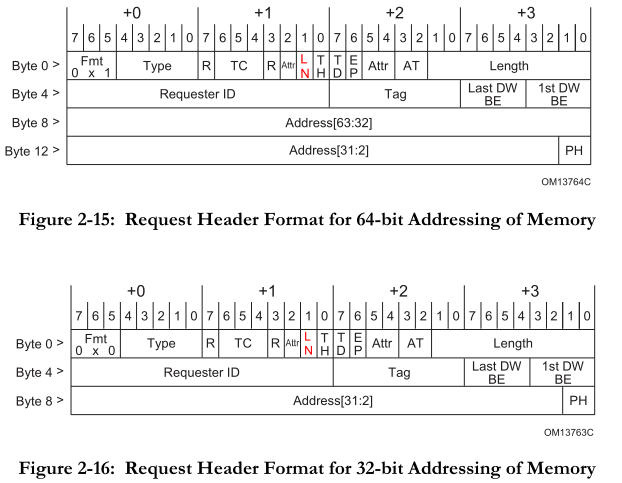 +0 +1 +2 +3
7 6 5 4 3 2 1 0 7 6 5 4 3 2 1 0 7 6 5 4 3 2 1 0 7 6 5 4 3 2 1 0
Byte 0 > Fmt 0 x 1 Type R TC R Attr LN TH TD EP Attr AT Length
Byte 4 > Requester ID Tag Last DW BE 1st DW BE
Byte 8 > Address[63:32]
Byte 12 > Address[31:2] PH
OM13764C
Figure 2-15: Request Header Format for 64-bit Addressing of Memory
+0 +1 +2 +3
7 6 5 4 3 2 1 0 7 6 5 4 3 2 1 0 7 6 5 4 3 2 1 0 7 6 5 4 3 2 1 0
Byte 0 > Fmt 0 x 0 Type R TC R Attr LN TH TD EP Attr AT Length
Byte 4 > Requester ID Tag Last DW BE 1st DW BE
Byte 8 > Address[31:2] PH
OM13763C
Figure 2-16: Request Header Format for 32-bit Addressing of Memory